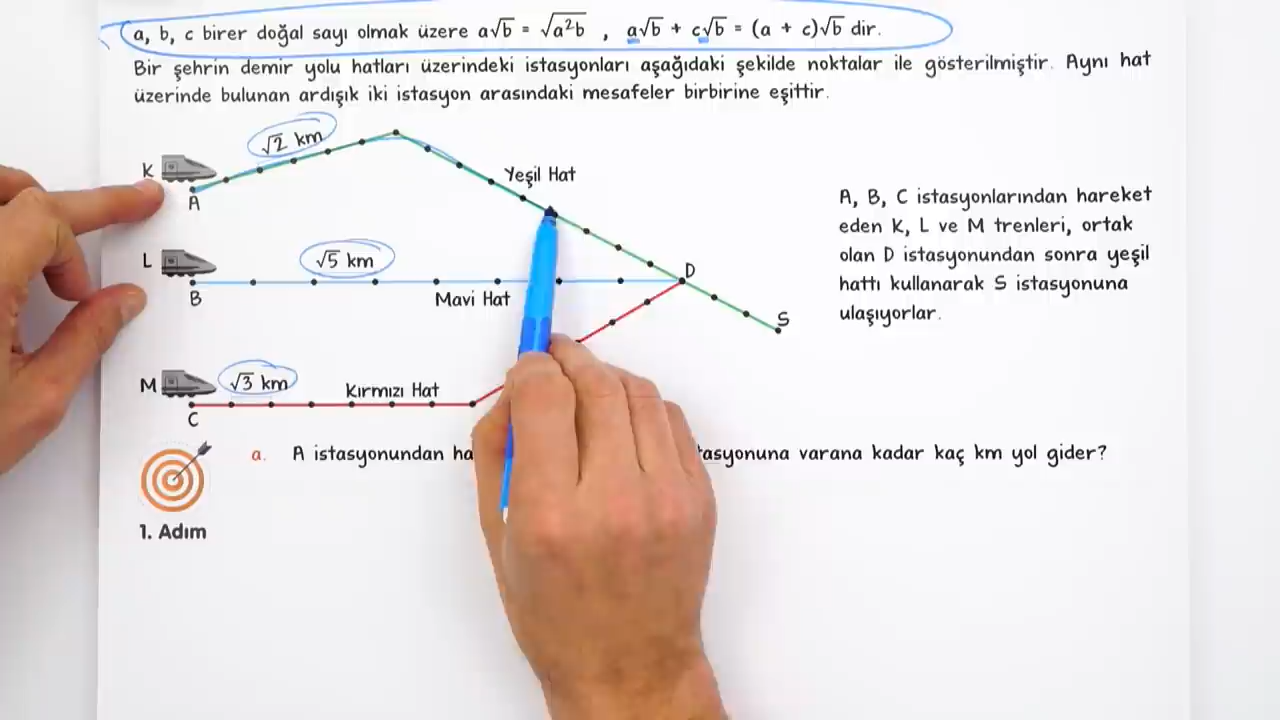 a, b, c birer doğal sayı olmak üzere a√b = √a²b , a√b + c√b = (a + c)√b dir.
Bir şehrin demir yolu hatları üzerindeki istasyonları aşağıdaki şekilde noktalar ile gösterilmiştir. Aynı hat
üzerinde bulunan ardışık iki istasyon arasındaki mesafeler birbirine eşittir.
√2 km
K
A
Yeşil Hat
A, B, C istasyonlarından hareket
eden K, L ve M trenleri, ortak
olan D istasyonundan sonra yeşil
hattı kullanarak S istasyonuna
ulaşıyorlar.
L
√5 km
B
Mavi Hat
D
S
M
√3 km
Kırmızı Hat
C
a. A istasyonundan varana kadar kaç km yol gider?
1. Adım